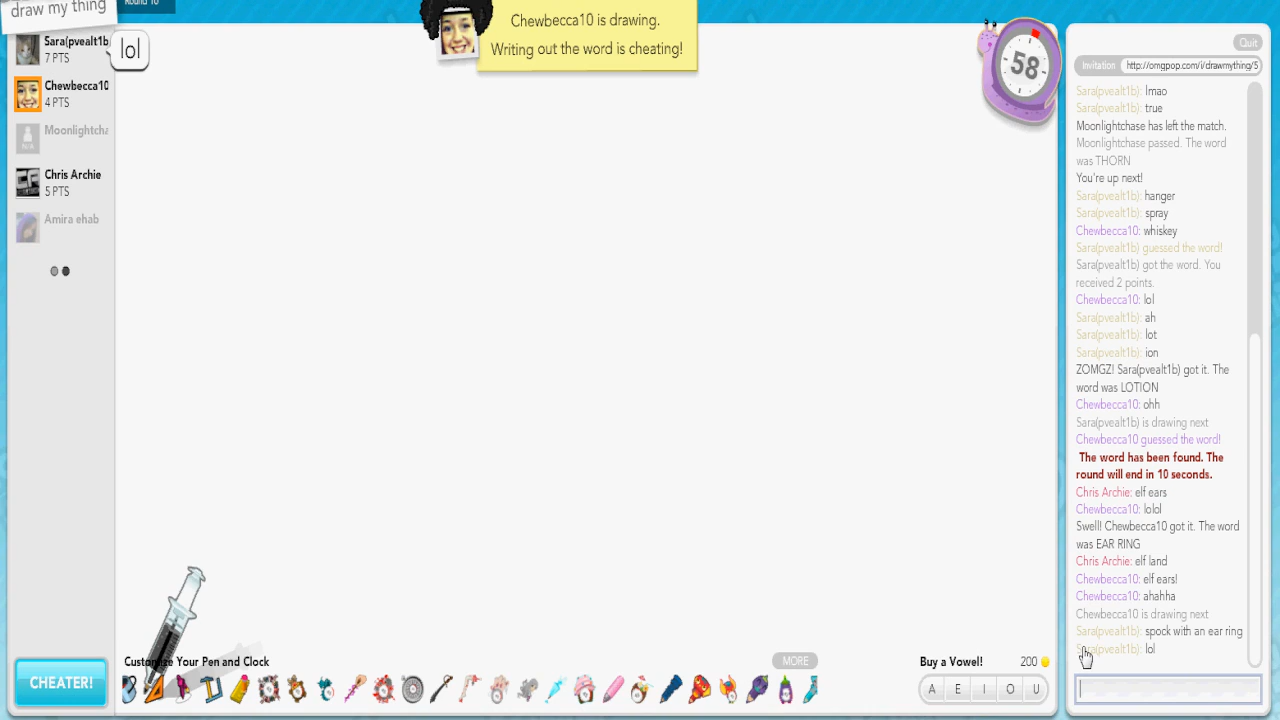 draw my thing
Round 10
Sara(pvealt1b
7 PTS
lol
Chewbecca10
4 PTS
Moonlightcha
Chris Archie
5 PTS
Amira ehab
CHEATER!
Chewbecca10 is drawing.
Writing out the word is cheating!
58
Customize Your Pen and Clock
MORE
Buy a Vowel!
200
A E I O U
Quit
Invitation http://omgpop.com/i/drawmything/5
Sara(pvealt1b): lmao
Sara(pvealt1b): true
Moonlightchase has left the match.
Moonlightchase passed. The word
was THORN
You're up next!
Sara(pvealt1b): hanger
Sara(pvealt1b): spray
Chewbecca10: whiskey
Sara(pvealt1b) guessed the word!
Sara(pvealt1b) got the word. You
received 2 points.
Chewbecca10: lol
Sara(pvealt1b): ah
Sara(pvealt1b): lot
Sara(pvealt1b): ion
ZOMGZ! Sara(pvealt1b) got it. The
word was LOTION
Chewbecca10: ohh
Sara(pvealt1b) is drawing next
Chewbecca10 guessed the word!
The word has been found. The
round will end in 10 seconds.
Chris Archie: elf ears
Chewbecca10: lolol
Swell! Chewbecca10 got it. The word
was EAR RING
Chris Archie: elf land
Chewbecca10: elf ears!
Chewbecca10: ahahha
Chewbecca10 is drawing next
Sara(pvealt1b): spock with an ear ring
Sara(pvealt1b): lol